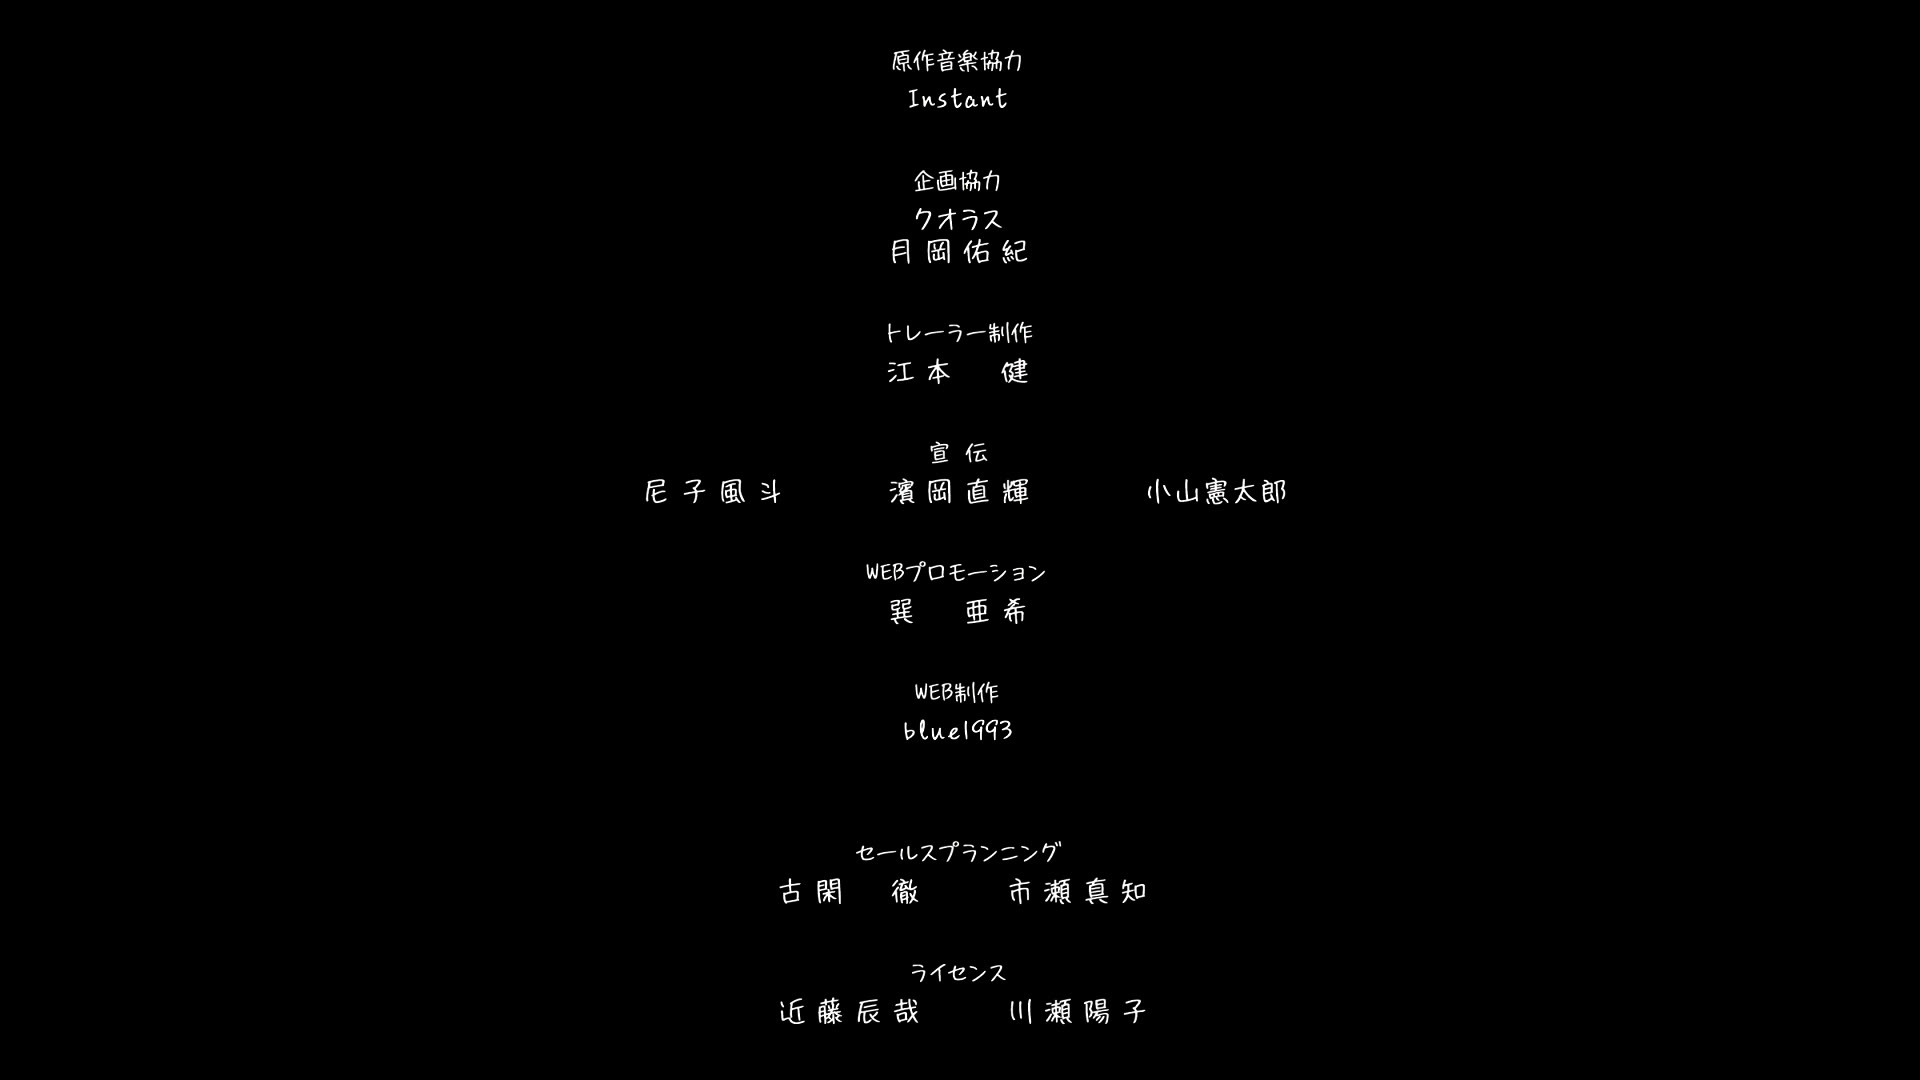 原作音楽協力
Instant
企画協力
クオラス
月岡佑紀
トレーラー制作
江本 健
宣伝
尼子風斗 濱岡直輝 小山憲太郎
WEBプロモーション
巽 亜希
WEB制作
blue1993
セールスプランニング
古閑 徹 市瀬真知
ライセンス
近藤辰哉 川瀬陽子